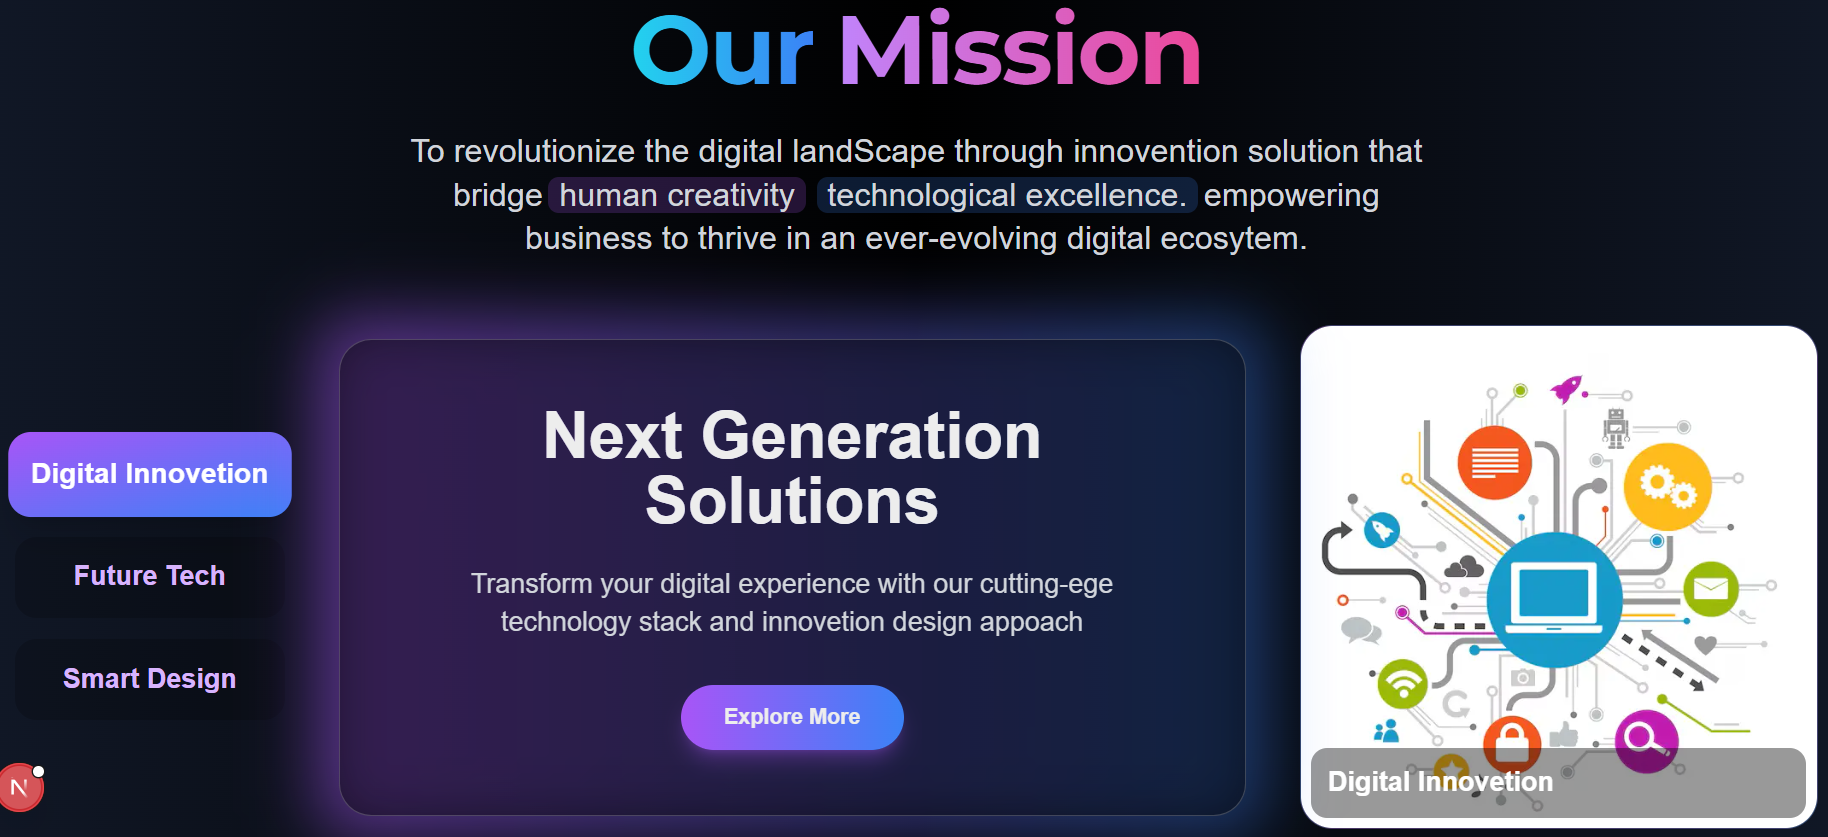 Our Mission
To revolutionize the digital landScape through innovention solution that
bridge human creativity technological excellence. empowering
business to thrive in an ever-evolving digital ecosytem.
Digital Innovetion
Future Tech
Smart Design
Next Generation
Solutions
Transform your digital experience with our cutting-ege
technology stack and innovetion design appoach
Explore More
Digital Innovetion
N